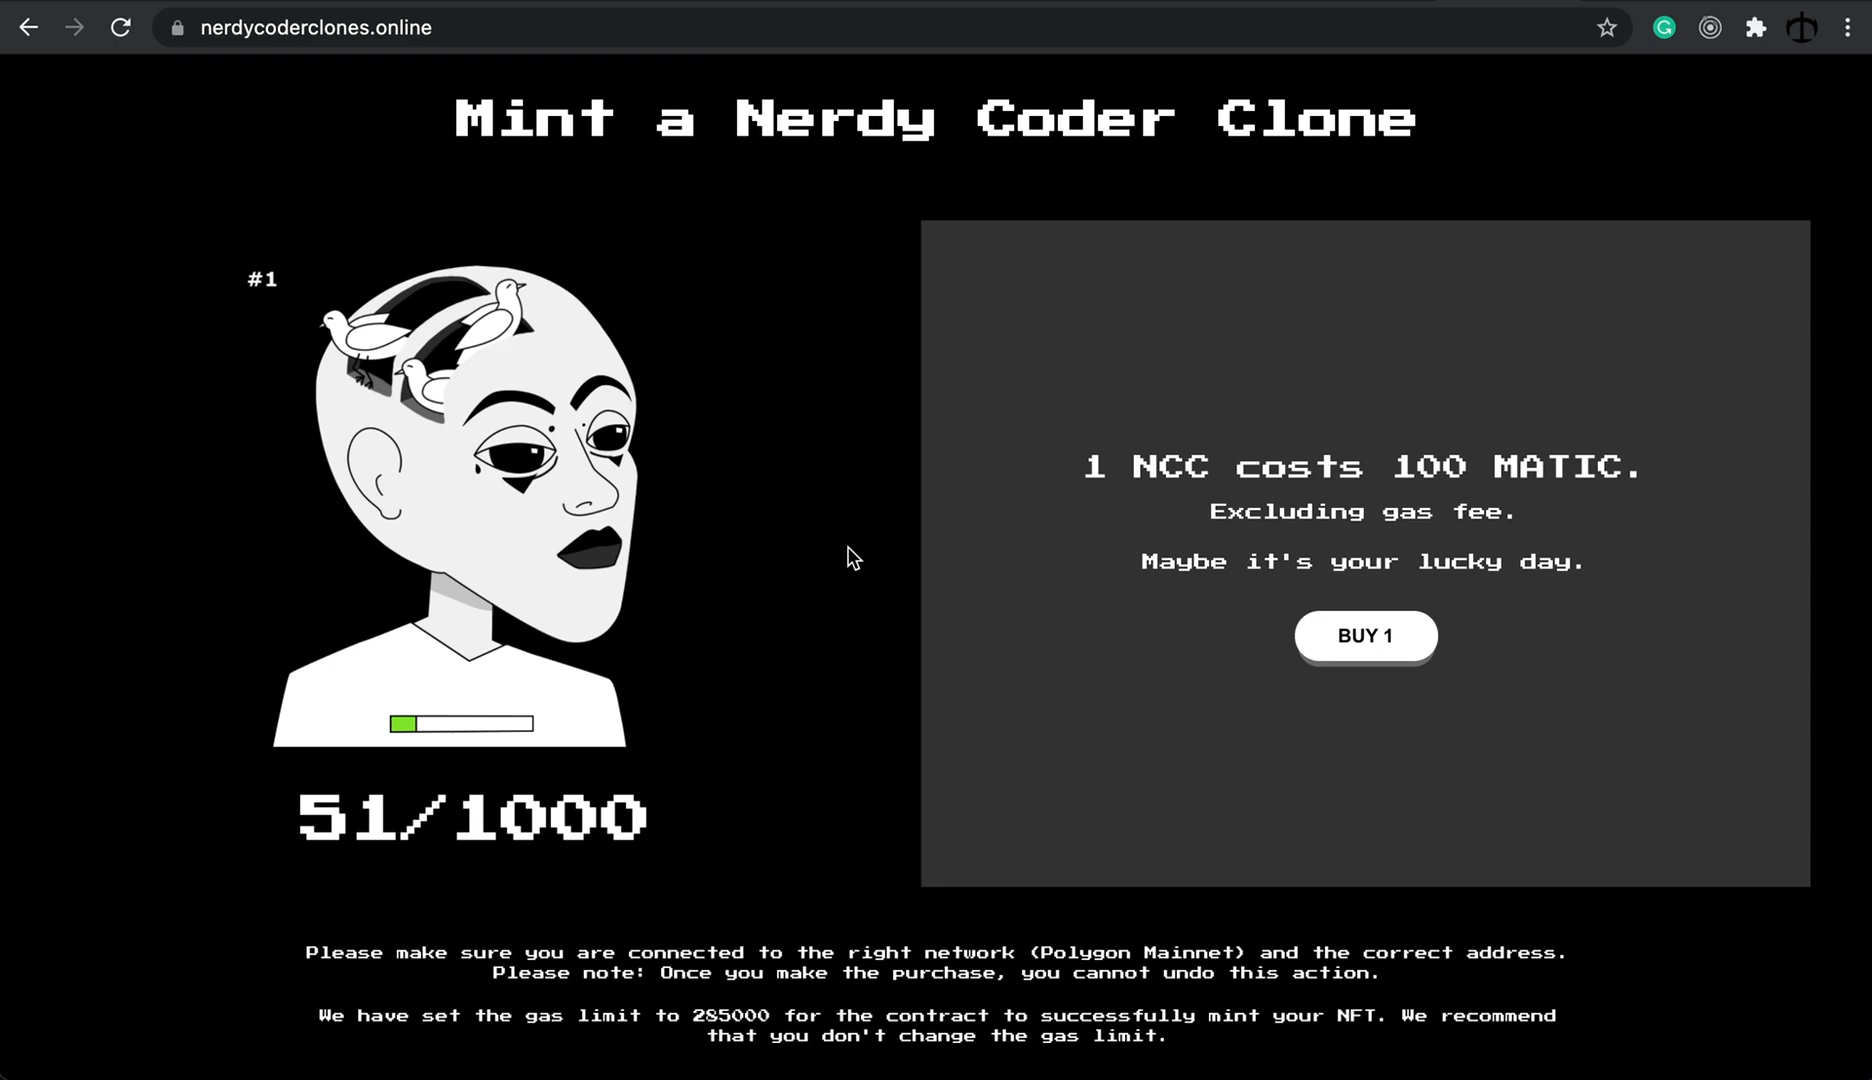 nerdycoderclones.online
Mint a Nerdy Coder Clone
#1
51/1000
1 NCC costs 100 MATIC.
Excluding gas fee.
Maybe it's your lucky day.
BUY 1
Please make sure you are connected to the right network (Polygon Mainnet) and the correct address.
Please note: Once you make the purchase, you cannot undo this action.
We have set the gas limit to 285000 for the contract to successfully mint your NFT. We recommend
that you don't change the gas limit.